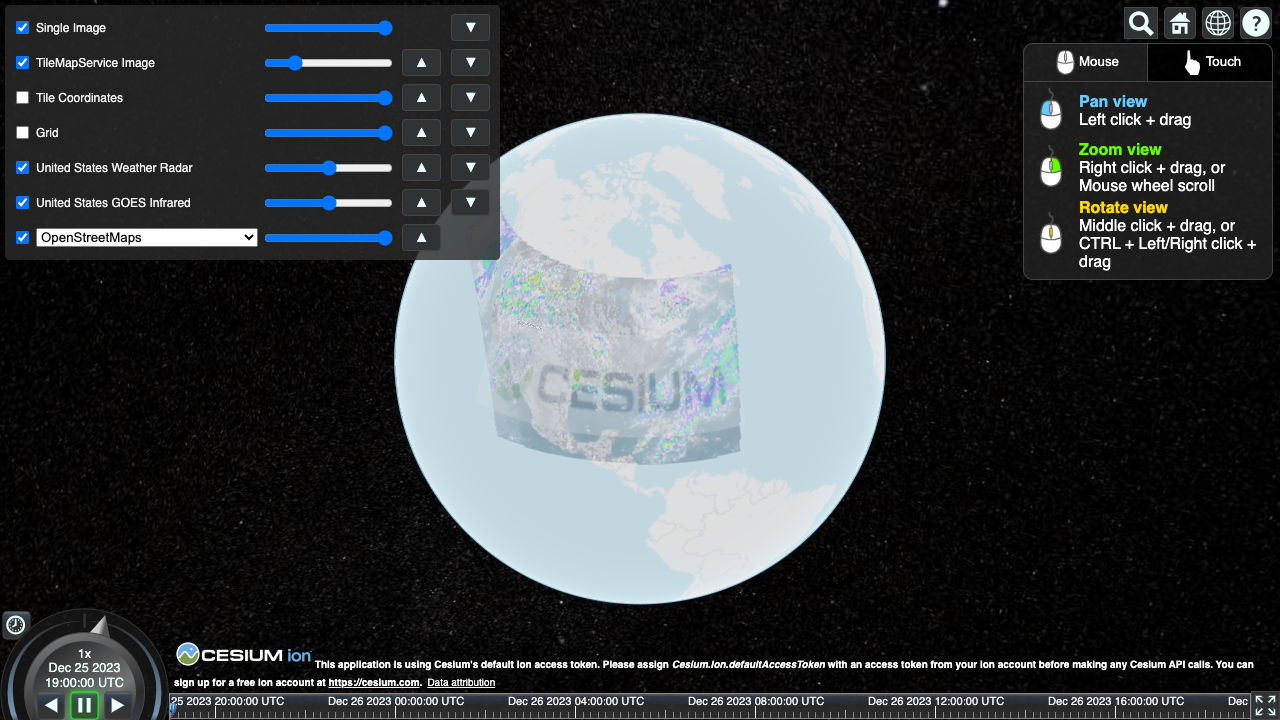 Single Image
▼
TileMapService Image
▲ ▼
Tile Coordinates
▲ ▼
Grid
▲ ▼
United States Weather Radar
▲ ▼
United States GOES Infrared
▲ ▼
OpenStreetMaps
▲
?
Mouse
Touch
Pan view
Left click + drag
Zoom view
Right click + drag, or
Mouse wheel scroll
Rotate view
Middle click + drag, or
CTRL + Left/Right click +
drag
CESIUM
1x
Dec 25 2023
19:00:00 UTC
CESIUM ion This application is using Cesium's default ion access token. Please assign Cesium.Ion.defaultAccessToken with an access token from your ion account before making any Cesium API calls. You can
sign up for a free ion account at https://cesium.com. Data attribution
25 2023 20:00:00 UTC Dec 26 2023 00:00:00 UTC Dec 26 2023 04:00:00 UTC Dec 26 2023 08:00:00 UTC Dec 26 2023 12:00:00 UTC Dec 26 2023 16:00:00 UTC Dec